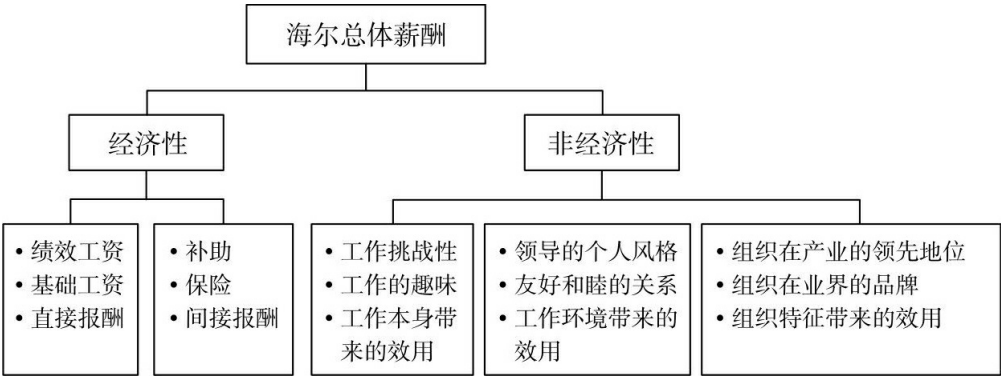 海尔总体薪酬
经济性
非经济性
• 绩效工资
• 基础工资
• 直接报酬
• 补助
• 保险
• 间接报酬
• 工作挑战性
• 工作的趣味
• 工作本身带
来的效用
• 领导的个人风格
• 友好和睦的关系
• 工作环境带来的
效用
• 组织在产业的领先地位
• 组织在业界的品牌
• 组织特征带来的效用